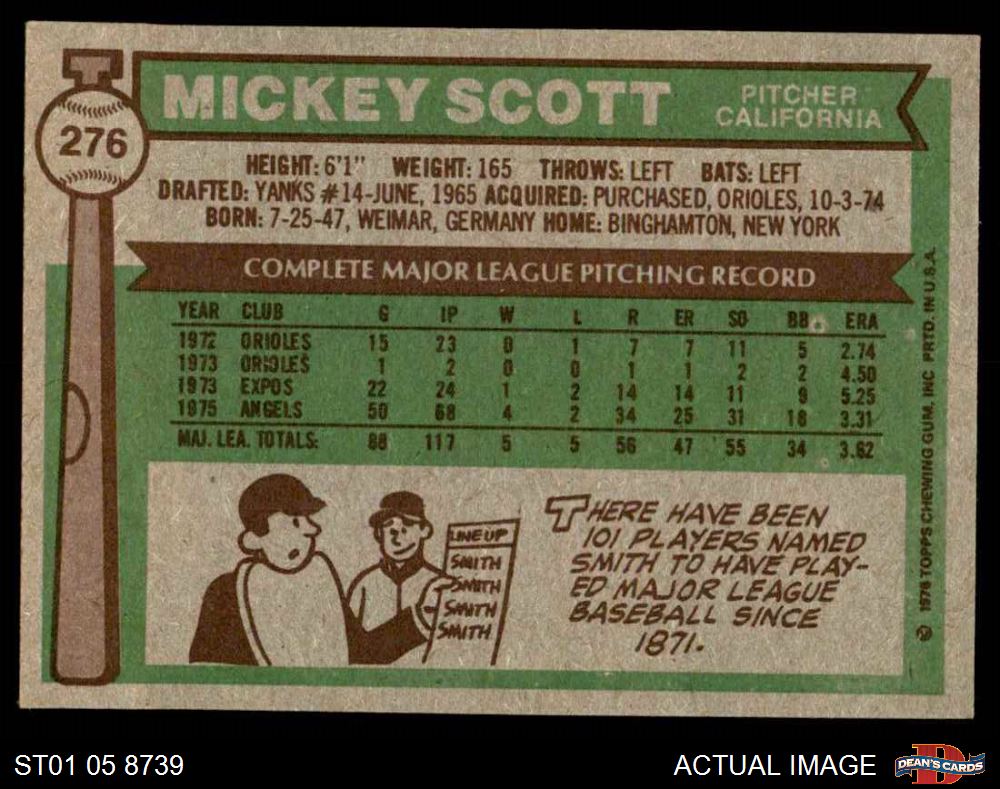 276
MICKEY SCOTT
PITCHER
CALIFORNIA
HEIGHT: 6'1" WEIGHT: 165 THROWS: LEFT BATS: LEFT
DRAFTED: YANKS #14-JUNE, 1965 ACQUIRED: PURCHASED, ORIOLES, 10-3-74
BORN: 7-25-47, WEIMAR, GERMANY HOME: BINGHAMTON, NEW YORK
COMPLETE MAJOR LEAGUE PITCHING RECORD
YEAR CLUB G IP W L R ER SO BB ERA
1972 ORIOLES 15 23 0 1 7 7 11 5 2.74
1973 ORIOLES 1 2 0 0 1 1 2 2 4.50
1973 EXPOS 22 24 1 2 14 14 11 9 5.25
1975 ANGELS 50 68 4 2 34 25 31 18 3.31
MAJ. LEA. TOTALS: 88 117 5 5 56 47 55 34 3.62
LINEUP
SMITH
SMITH
SMITH
SMITH
THERE HAVE BEEN
101 PLAYERS NAMED
SMITH TO HAVE PLAY-
ED MAJOR LEAGUE
BASEBALL SINCE
1871.
© 1976 TOPPS CHEWING GUM, INC PRTD. IN U.S.A.
ST01 05 8739
ACTUAL IMAGE
D
DEAN'S CARDS